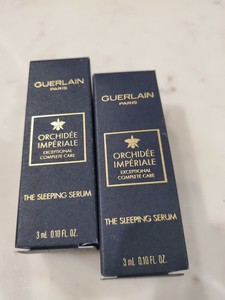 GUERLAIN
PARIS
ORCHIDÉE
IMPÉRIALE
EXCEPTIONAL
COMPLETE CARE
THE SLEEPING SERUM
3 mL 0.10 FL. OZ.
GUERLAIN
PARIS
ORCHIDÉE
IMPÉRIALE
EXCEPTIONAL
COMPLETE CARE
THE SLEEPING SERUM
3 mL 0.10 FL. OZ.